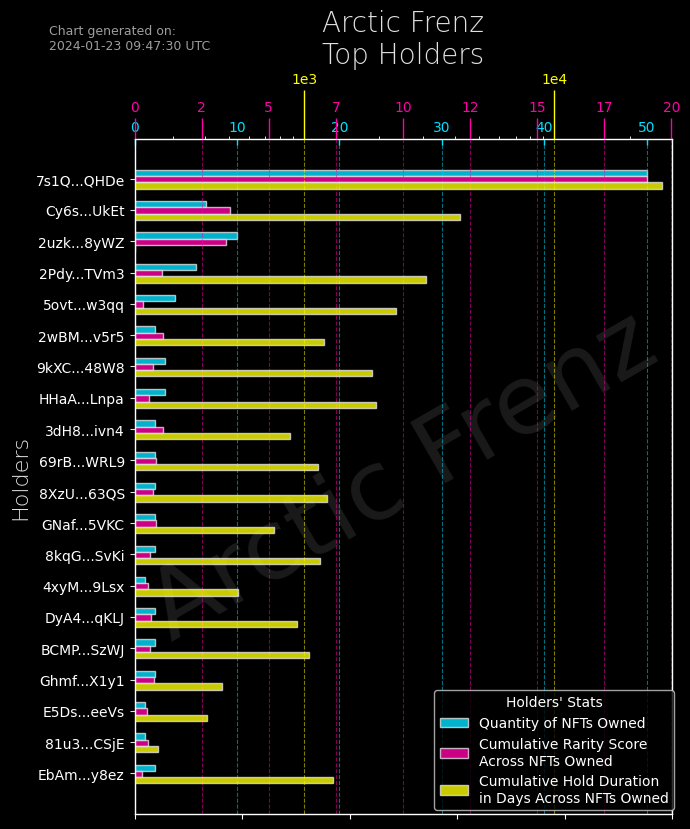 Chart generated on:
2024-01-23 09:47:30 UTC
Arctic Frenz
Top Holders
1e3 1e4
0 2 5 7 10 12 15 17 20
0 10 20 30 40 50
Holders
7s1Q...QHDe
Cy6s...UkEt
2uzk...8yWZ
2Pdy...TVm3
5ovt...w3qq
2wBM...v5r5
9kXC...48W8
HHaA...Lnpa
3dH8...ivn4
69rB...WRL9
8XzU...63QS
GNaf...5VKC
8kqG...SvKi
4xyM...9Lsx
DyA4...qKLJ
BCMP...SzWJ
Ghmf...X1y1
E5Ds...eeVs
81u3...CSjE
EbAm...y8ez
Arctic Frenz
Holders' Stats
Quantity of NFTs Owned
Cumulative Rarity Score
Across NFTs Owned
Cumulative Hold Duration
in Days Across NFTs Owned